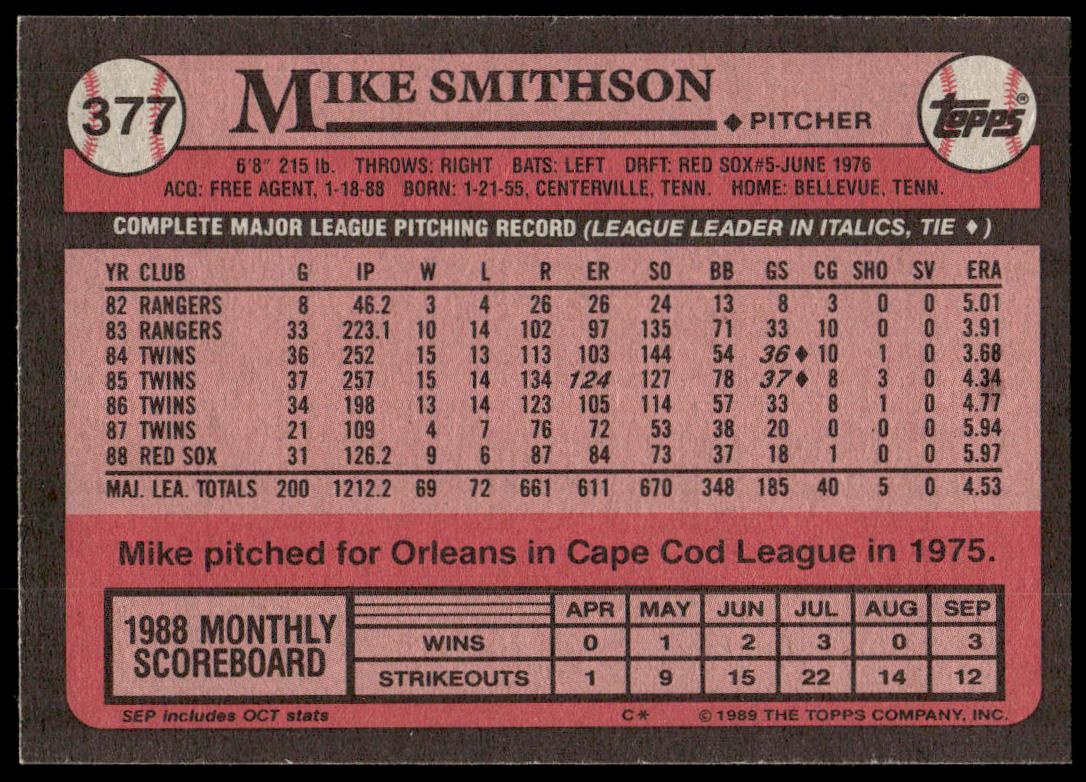 377
MIKE SMITHSON
♦ PITCHER
TOPPS®
6'8" 215 lb. THROWS: RIGHT BATS: LEFT DRFT: RED SOX#5-JUNE 1976
ACQ: FREE AGENT, 1-18-88 BORN: 1-21-55, CENTERVILLE, TENN. HOME: BELLEVUE, TENN.
COMPLETE MAJOR LEAGUE PITCHING RECORD (LEAGUE LEADER IN ITALICS, TIE ♦)
YR CLUB G IP W L R ER SO BB GS CG SHO SV ERA
82 RANGERS 8 46.2 3 4 26 26 24 13 8 3 0 0 5.01
83 RANGERS 33 223.1 10 14 102 97 135 71 33 10 0 0 3.91
84 TWINS 36 252 15 13 113 103 144 54 36♦ 10 1 0 3.68
85 TWINS 37 257 15 14 134 124 127 78 37♦ 8 3 0 4.34
86 TWINS 34 198 13 14 123 105 114 57 33 8 1 0 4.77
87 TWINS 21 109 4 7 76 72 53 38 20 0 0 0 5.94
88 RED SOX 31 126.2 9 6 87 84 73 37 18 1 0 0 5.97
MAJ. LEA. TOTALS 200 1212.2 69 72 661 611 670 348 185 40 5 0 4.53
Mike pitched for Orleans in Cape Cod League in 1975.
1988 MONTHLY
SCOREBOARD
APR MAY JUN JUL AUG SEP
WINS 0 1 2 3 0 3
STRIKEOUTS 1 9 15 22 14 12
SEP includes OCT stats C* © 1989 THE TOPPS COMPANY, INC.